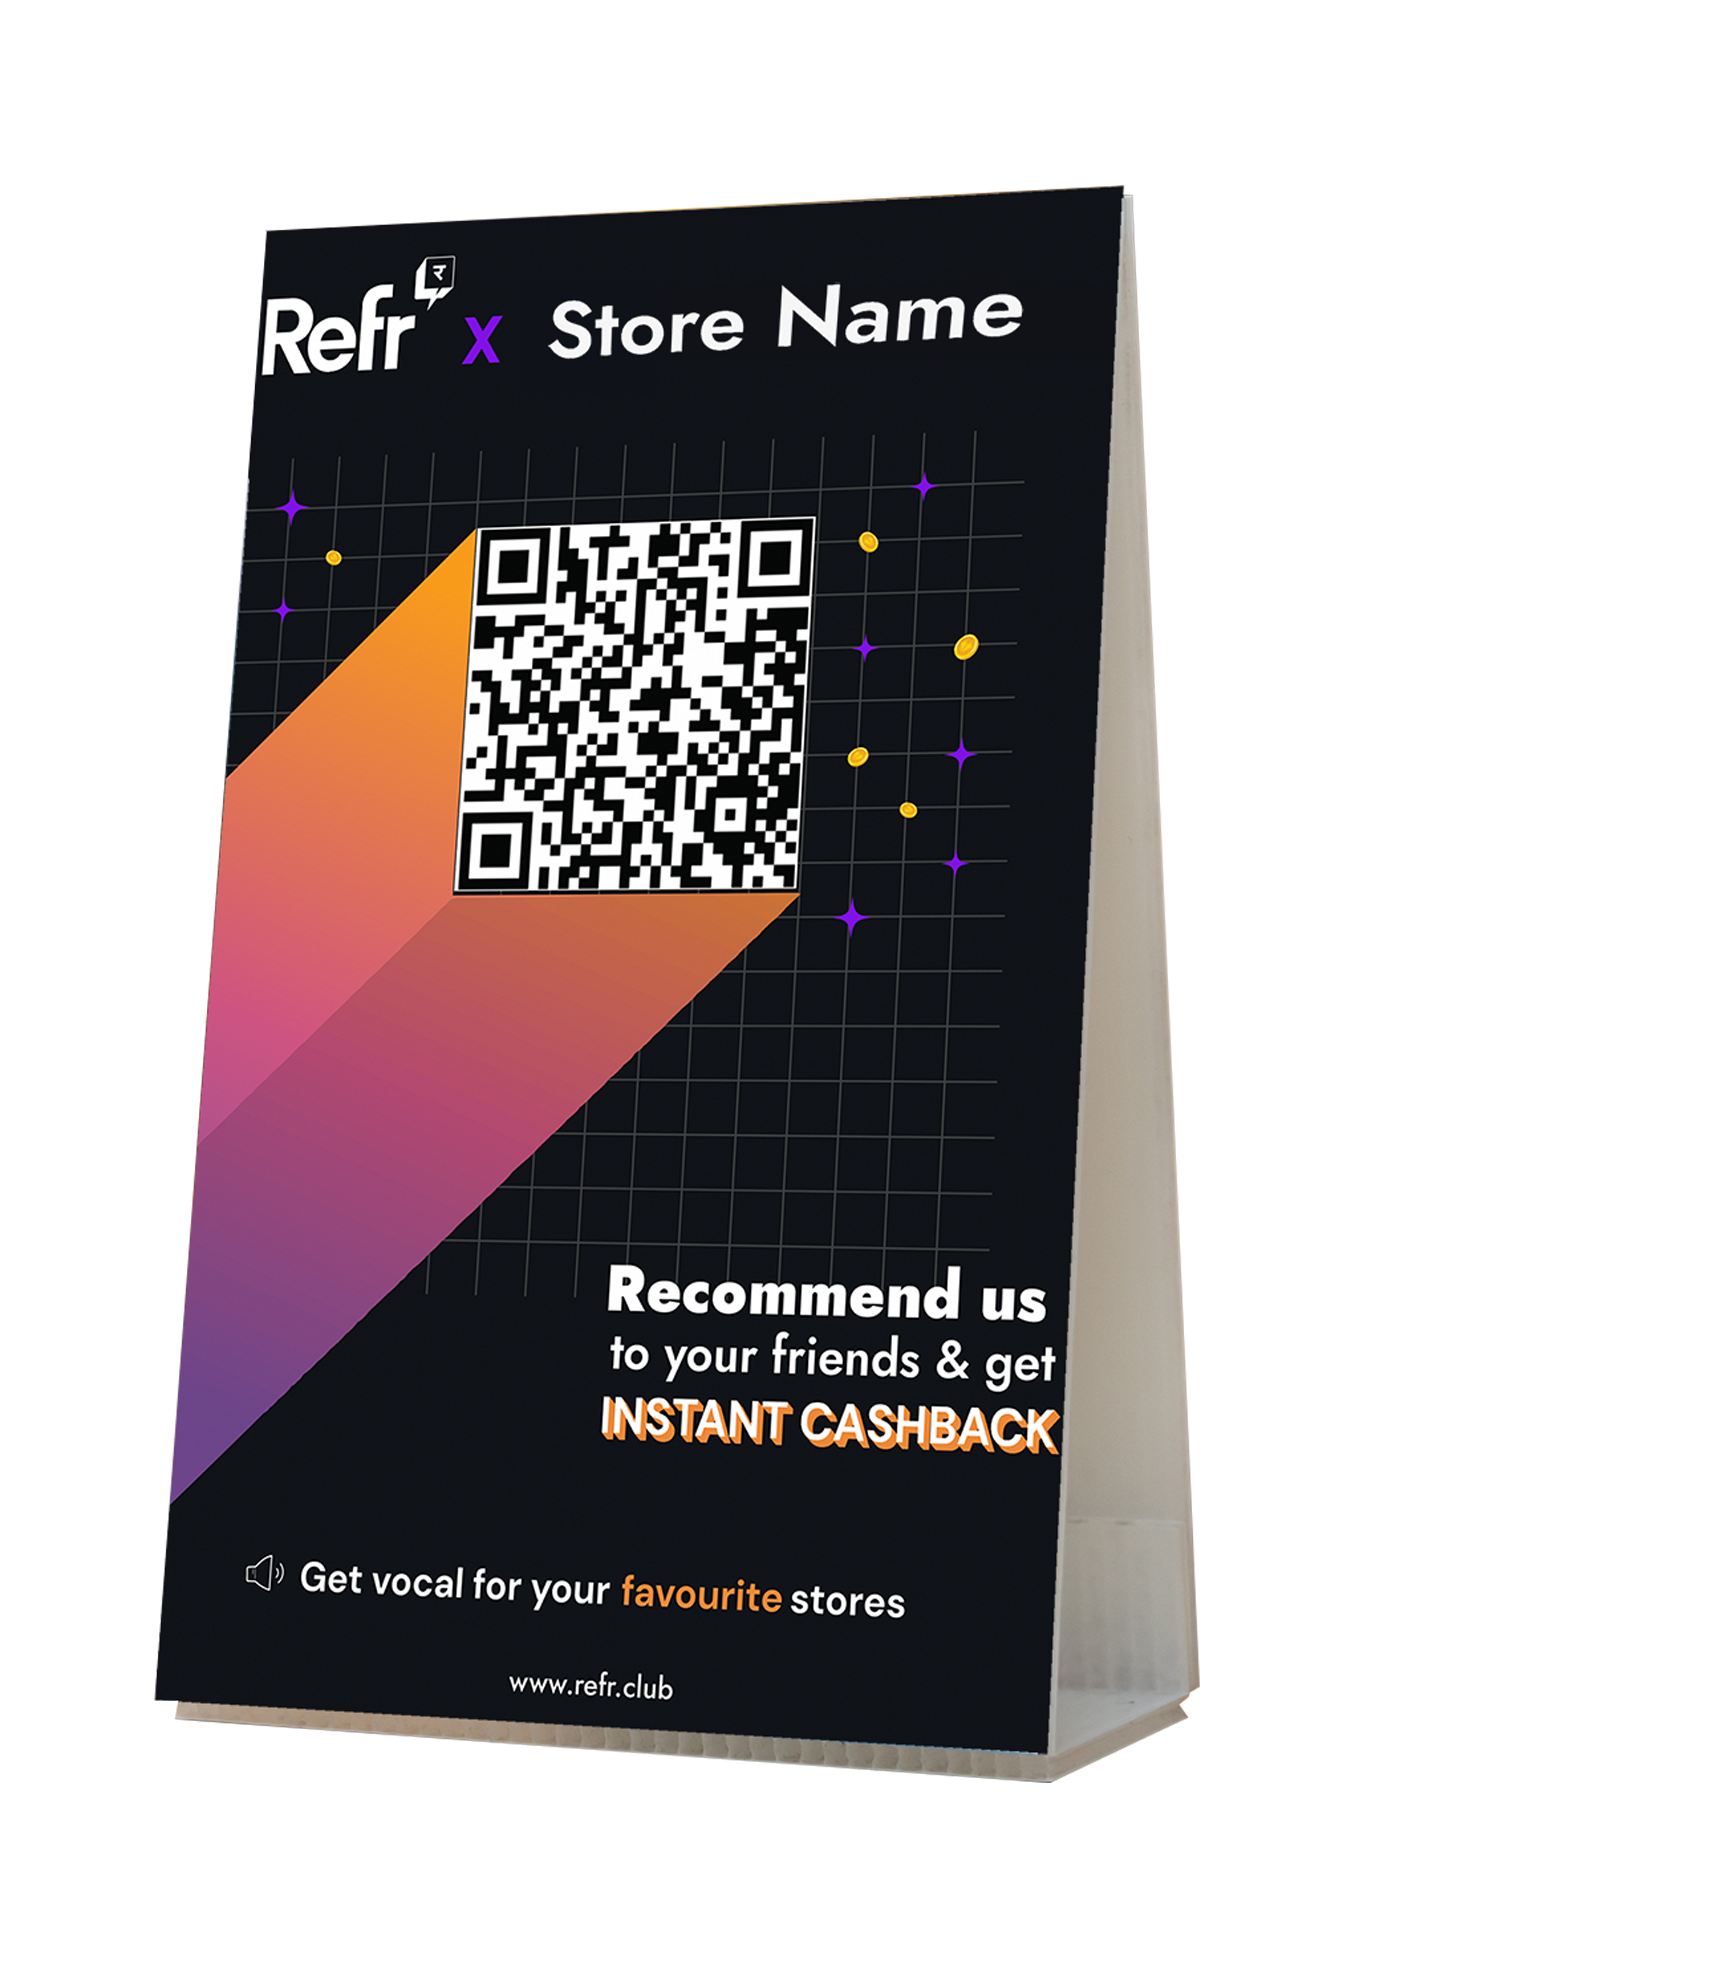 Refr र x Store Name
Recommend us
to your friends & get
INSTANT CASHBACK
Get vocal for your favourite stores
www.refr.club